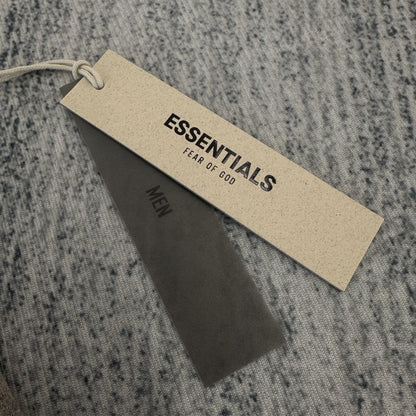 ESSENTIALS
FEAR OF GOD
MEN